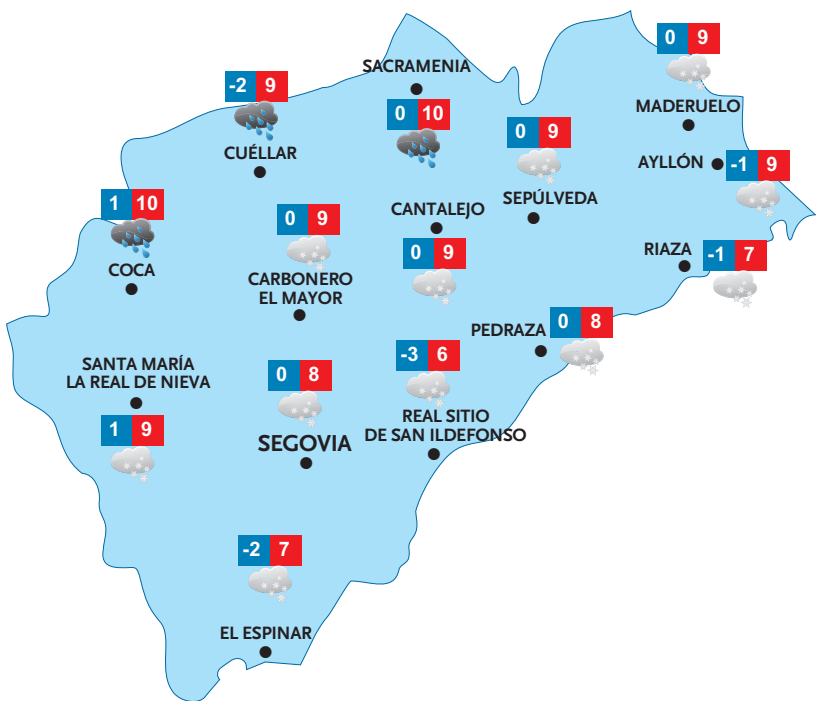 0 9
MADERUELO
SACRAMENIA
0 10
-2 9
CUÉLLAR
0 9
SEPÚLVEDA
AYLLÓN
-1 9
1 10
COCA
0 9
CARBONERO
EL MAYOR
CANTALEJO
0 9
RIAZA
-1 7
PEDRAZA
0 8
SANTA MARÍA
LA REAL DE NIEVA
1 9
0 8
SEGOVIA
-3 6
REAL SITIO
DE SAN ILDEFONSO
-2 7
EL ESPINAR